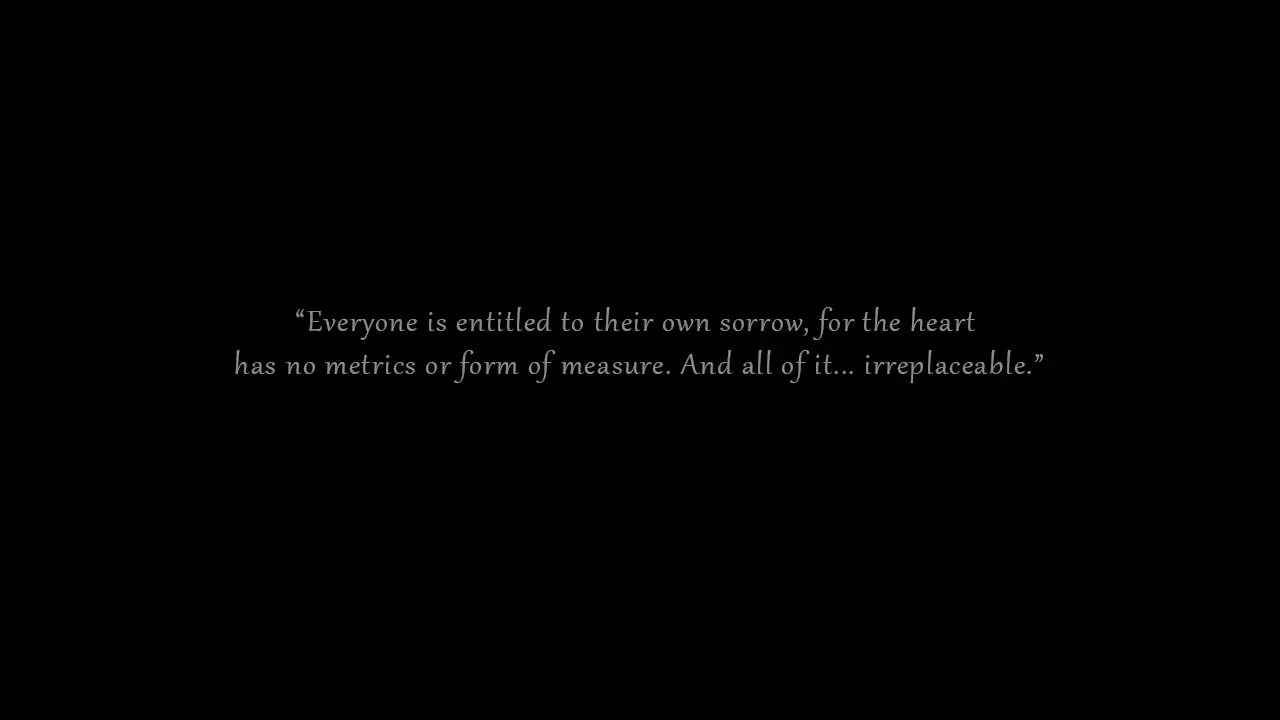 “Everyone is entitled to their own sorrow, for the heart
has no metrics or form of measure. And all of it... irreplaceable.”